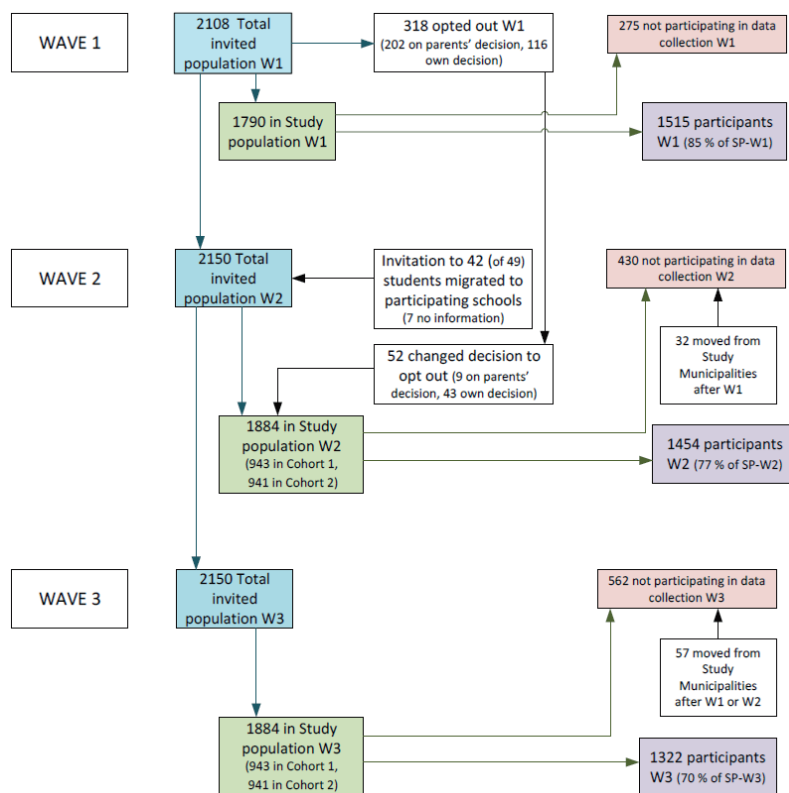 WAVE 1
2108 Total
invited
population W1
318 opted out W1
(202 on parents’ decision, 116
own decision)
275 not participating in data
collection W1
1790 in Study
population W1
1515 participants
W1 (85 % of SP-W1)
WAVE 2
2150 Total
invited
population W2
Invitation to 42 (of 49)
students migrated to
participating schools
(7 no information)
430 not participating in data
collection W2
32 moved from
Study
Municipalities
after W1
52 changed decision to
opt out (9 on parents’
decision, 43 own decision)
1884 in Study
population W2
(943 in Cohort 1,
941 in Cohort 2)
1454 participants
W2 (77 % of SP-W2)
WAVE 3
2150 Total
invited
population W3
562 not participating in data
collection W3
57 moved from
Study
Municipalities
after W1 or W2
1884 in Study
population W3
(943 in Cohort 1,
941 in Cohort 2)
1322 participants
W3 (70 % of SP-W3)